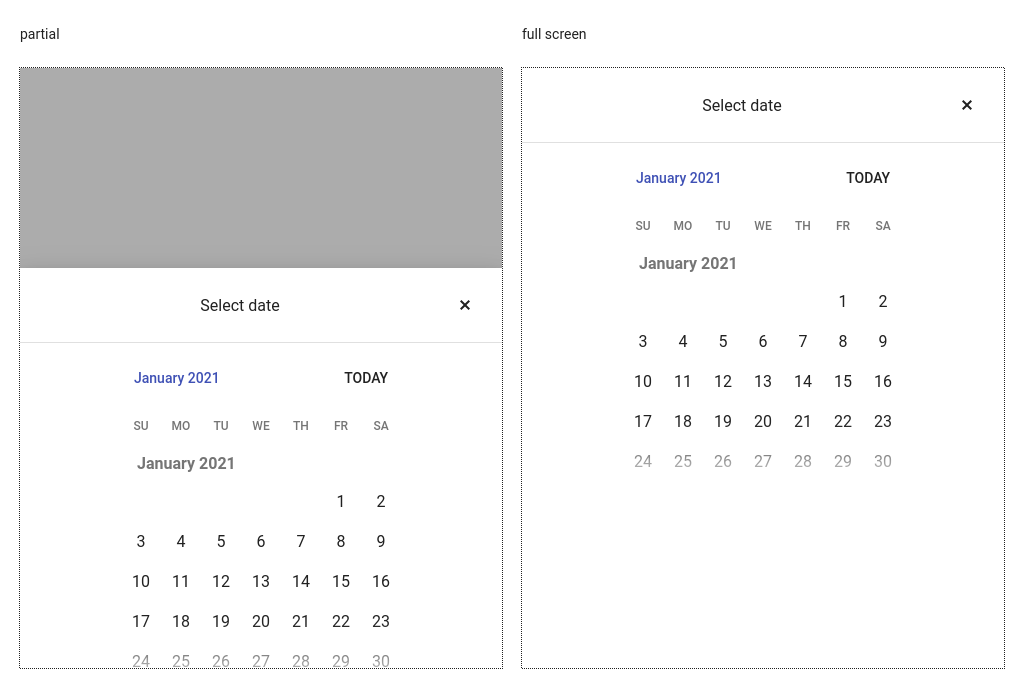 partial
Select date ×
January 2021 TODAY
SU MO TU WE TH FR SA
January 2021
1 2
3 4 5 6 7 8 9
10 11 12 13 14 15 16
17 18 19 20 21 22 23
24 25 26 27 28 29 30
full screen
Select date ×
January 2021 TODAY
SU MO TU WE TH FR SA
January 2021
1 2
3 4 5 6 7 8 9
10 11 12 13 14 15 16
17 18 19 20 21 22 23
24 25 26 27 28 29 30